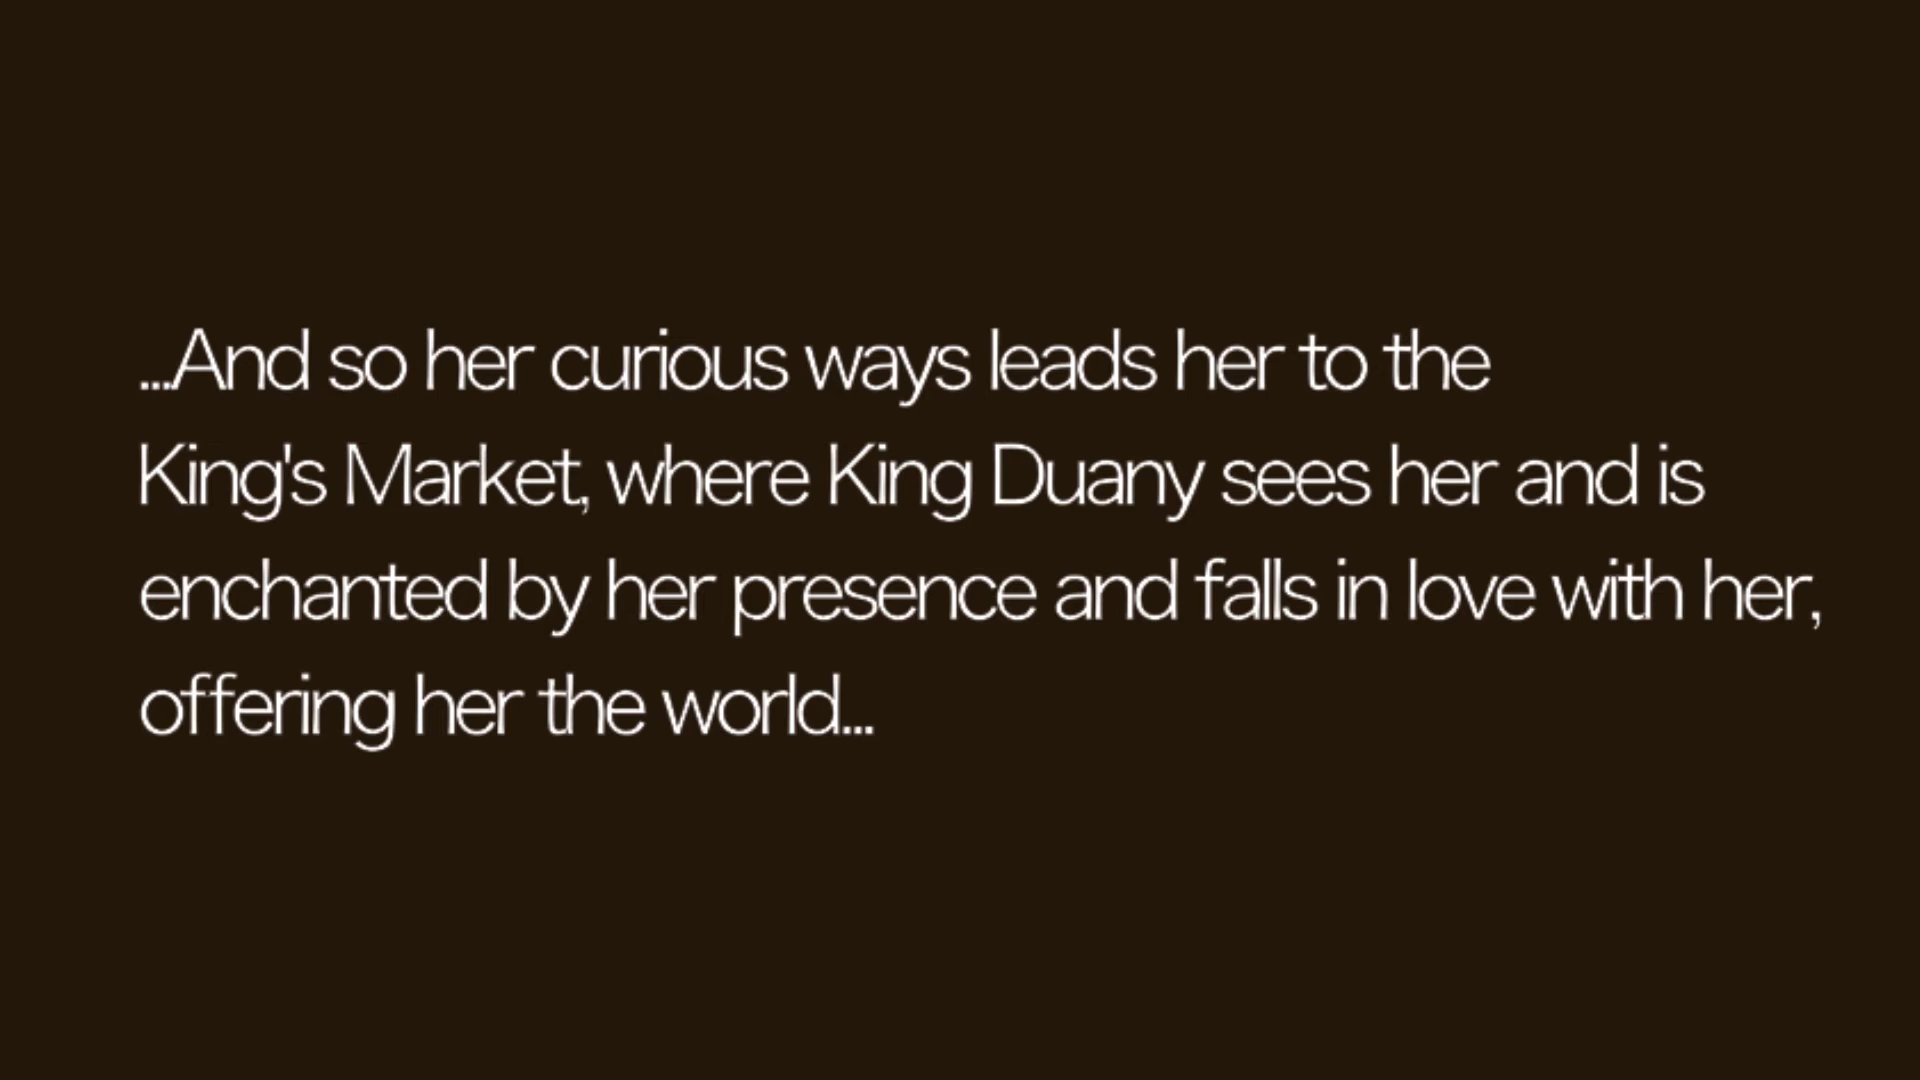 ...And so her curious ways leads her to the
King's Market, where King Duany sees her and is
enchanted by her presence and falls in love with her,
offering her the world...